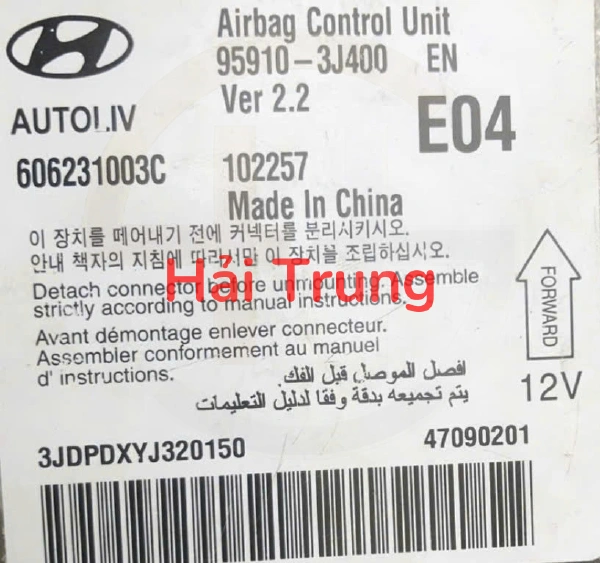 Airbag Control Unit
95910-3J400 EN
AUTOLIV
Ver 2.2
E04
606231003C
102257
Made In China
이 장치를 떼어내기 전에 커넥터를 분리시키시오.
안내 책자의 지침에 따라서만 이 장치를 조립하십시오.
Hải Trung
Detach connector before unmounting. Assemble
strictly according to manual instructions.
Avant démontage enlever connecteur.
Assembler conformement au manuel
d' instructions.
افصل الموصل قبل الفك.
يتم تجميعه بدقة وفقا لدليل التعليمات
FORWARD
12V
3JDPDXYJ320150
47090201